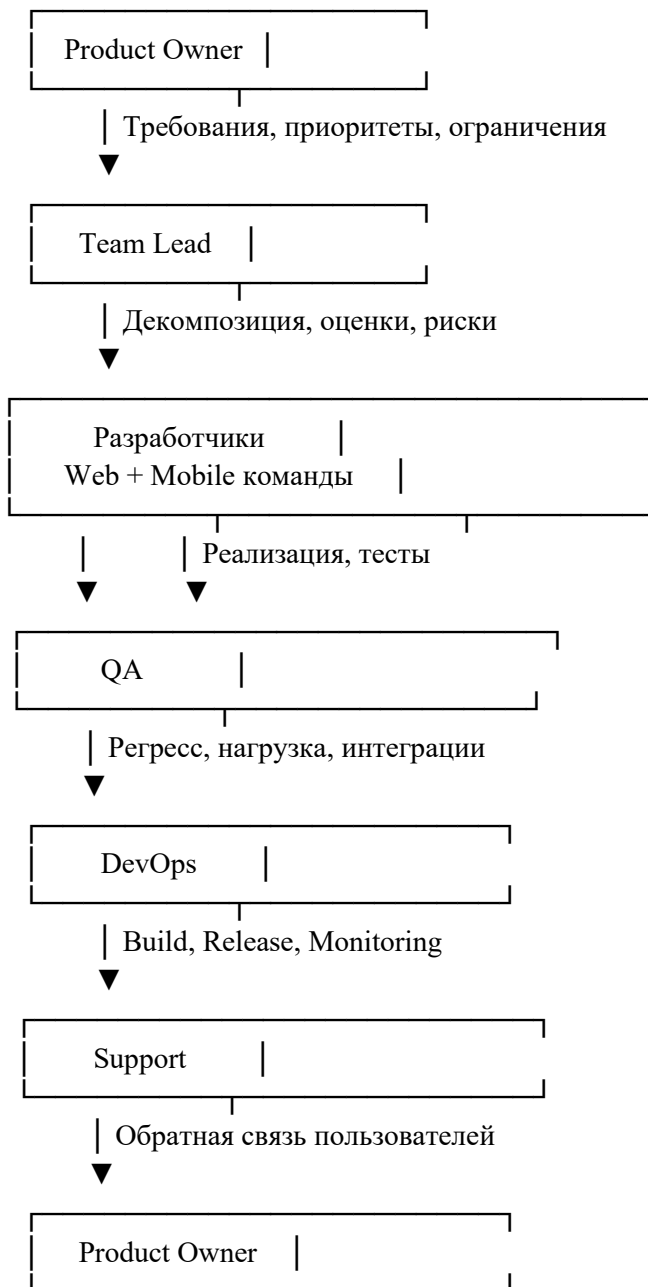 Product Owner
Требования, приоритеты, ограничения
Team Lead
Декомпозиция, оценки, риски
Разработчики
Web + Mobile команды
Реализация, тесты
QA
Регресс, нагрузка, интеграции
DevOps
Build, Release, Monitoring
Support
Обратная связь пользователей
Product Owner